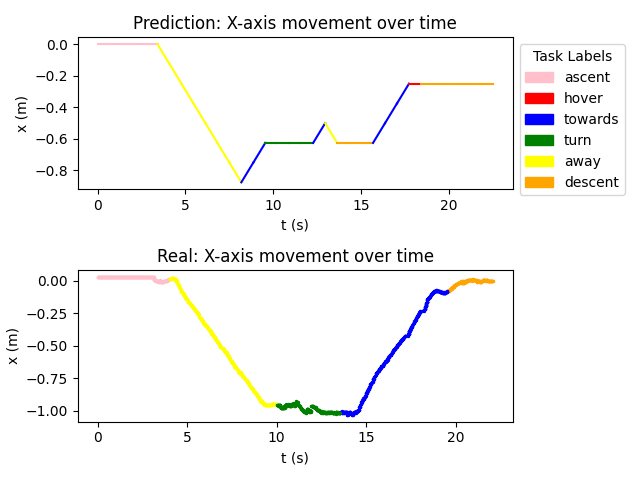 Prediction: X-axis movement over time
0.0
−0.2
−0.4
−0.6
−0.8
x (m)
0 5 10 15 20
t (s)
Task Labels
ascent
hover
towards
turn
away
descent
Real: X-axis movement over time
0.00
−0.25
−0.50
−0.75
−1.00
x (m)
0 5 10 15 20
t (s)